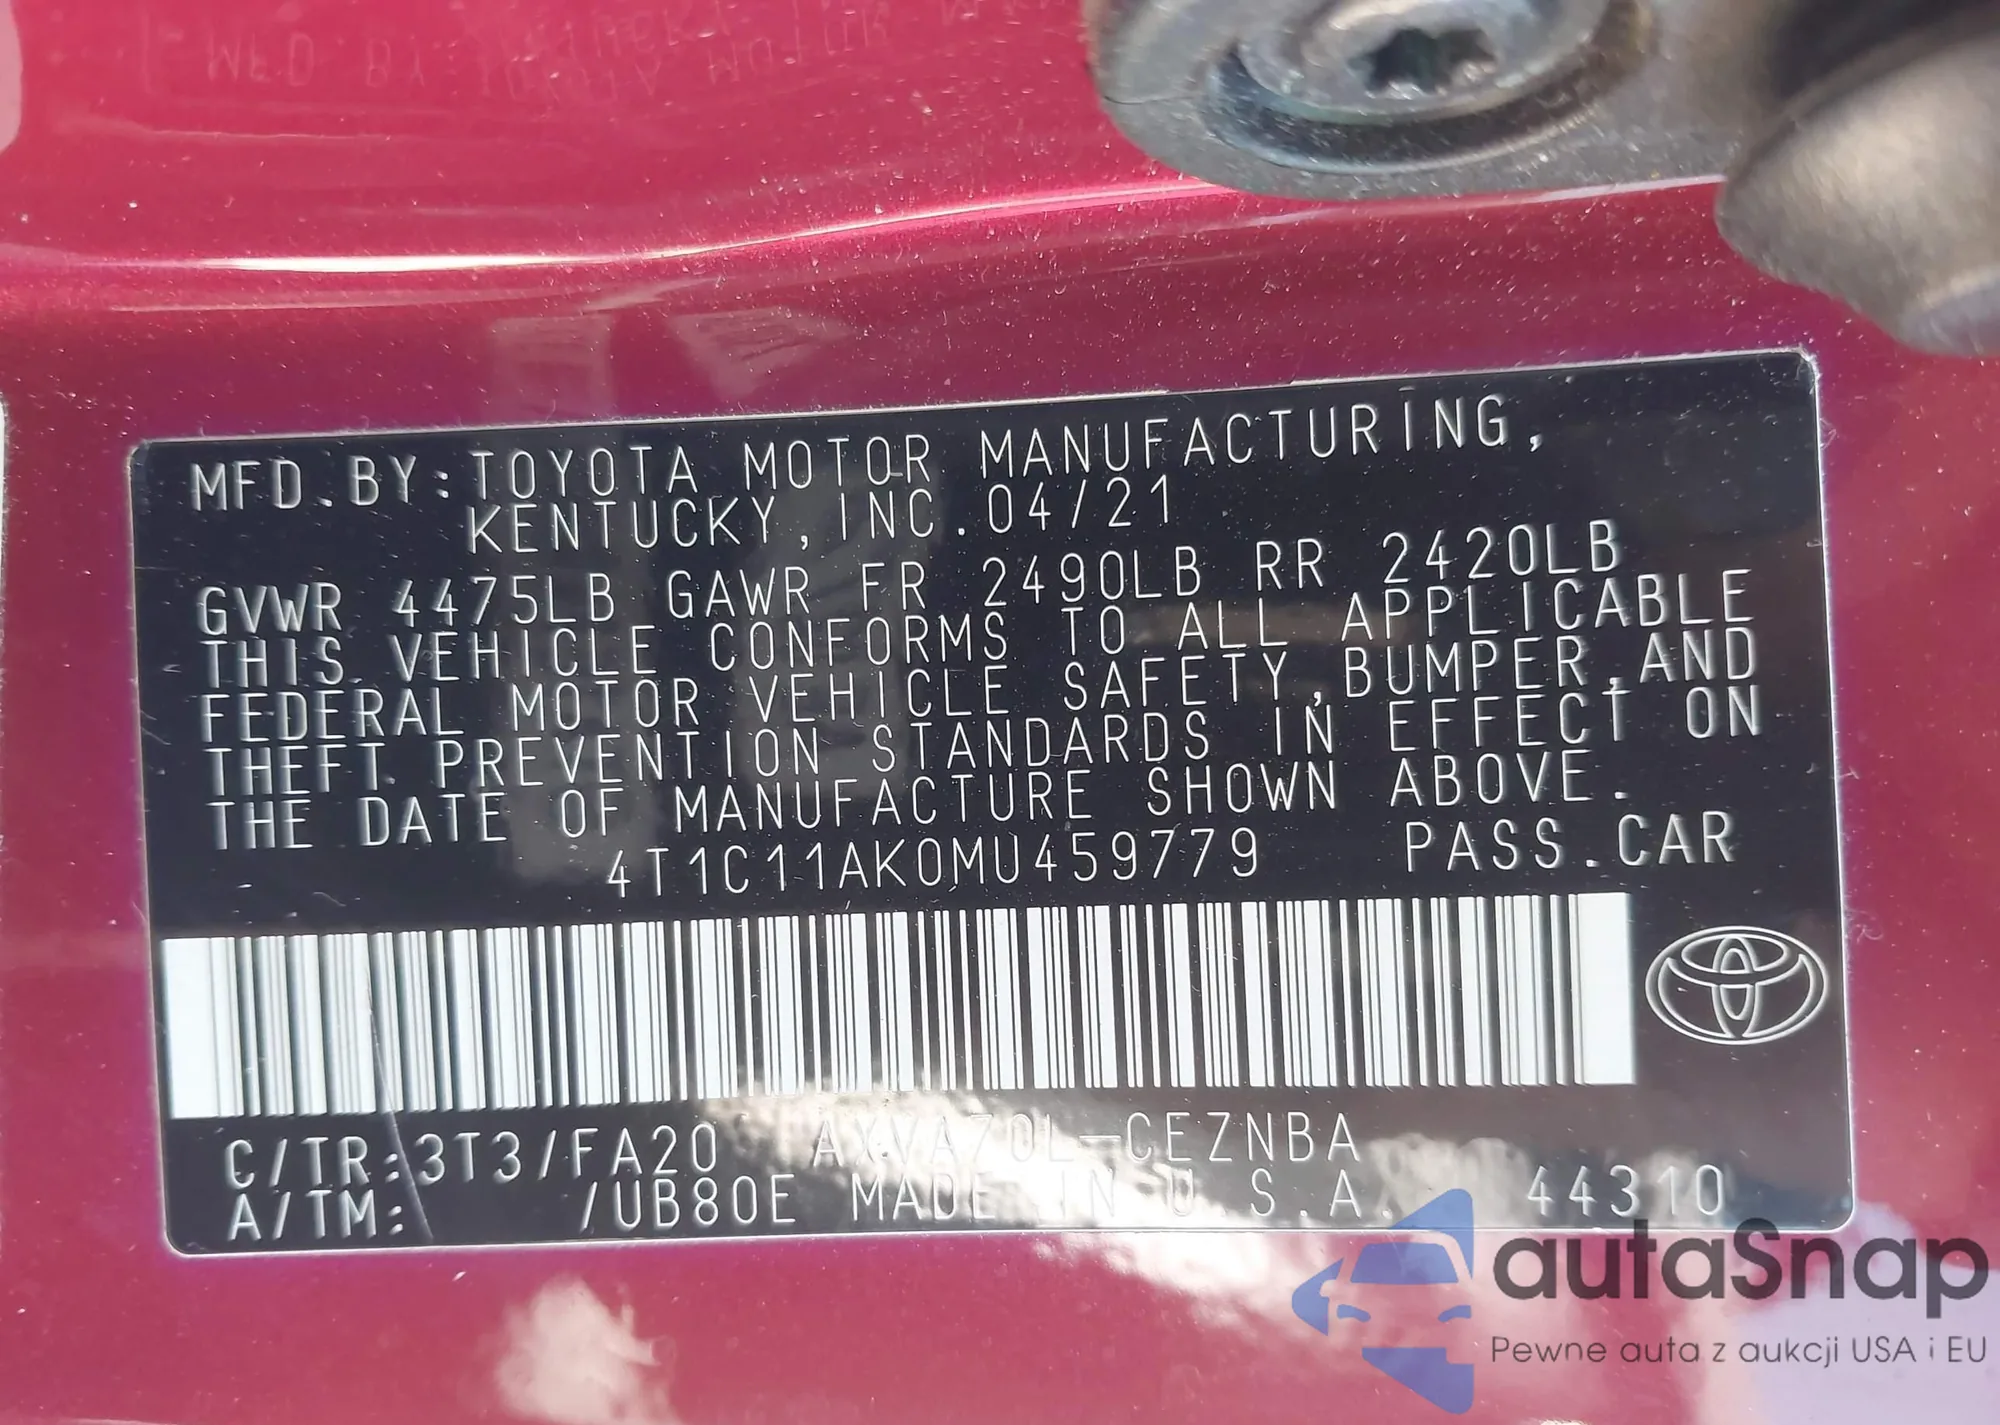 MFD.BY:TOYOTA MOTOR MANUFACTURING,
KENTUCKY,INC.04/21
GVWR 4475LB GAWR FR 2490LB RR 2420LB
THIS VEHICLE CONFORMS TO ALL APPLICABLE
FEDERAL MOTOR VEHICLE SAFETY,BUMPER,AND
THEFT PREVENTION STANDARDS IN EFFECT ON
THE DATE OF MANUFACTURE SHOWN ABOVE.
4T1C11AK0MU459779 PASS.CAR
C/TR:3T3/FA20 AXVA70L-CEZNBA
A/TM: /UB80E MADE IN U.S.A. 44310
autaSnap
Pewne auta z aukcji USA i EU